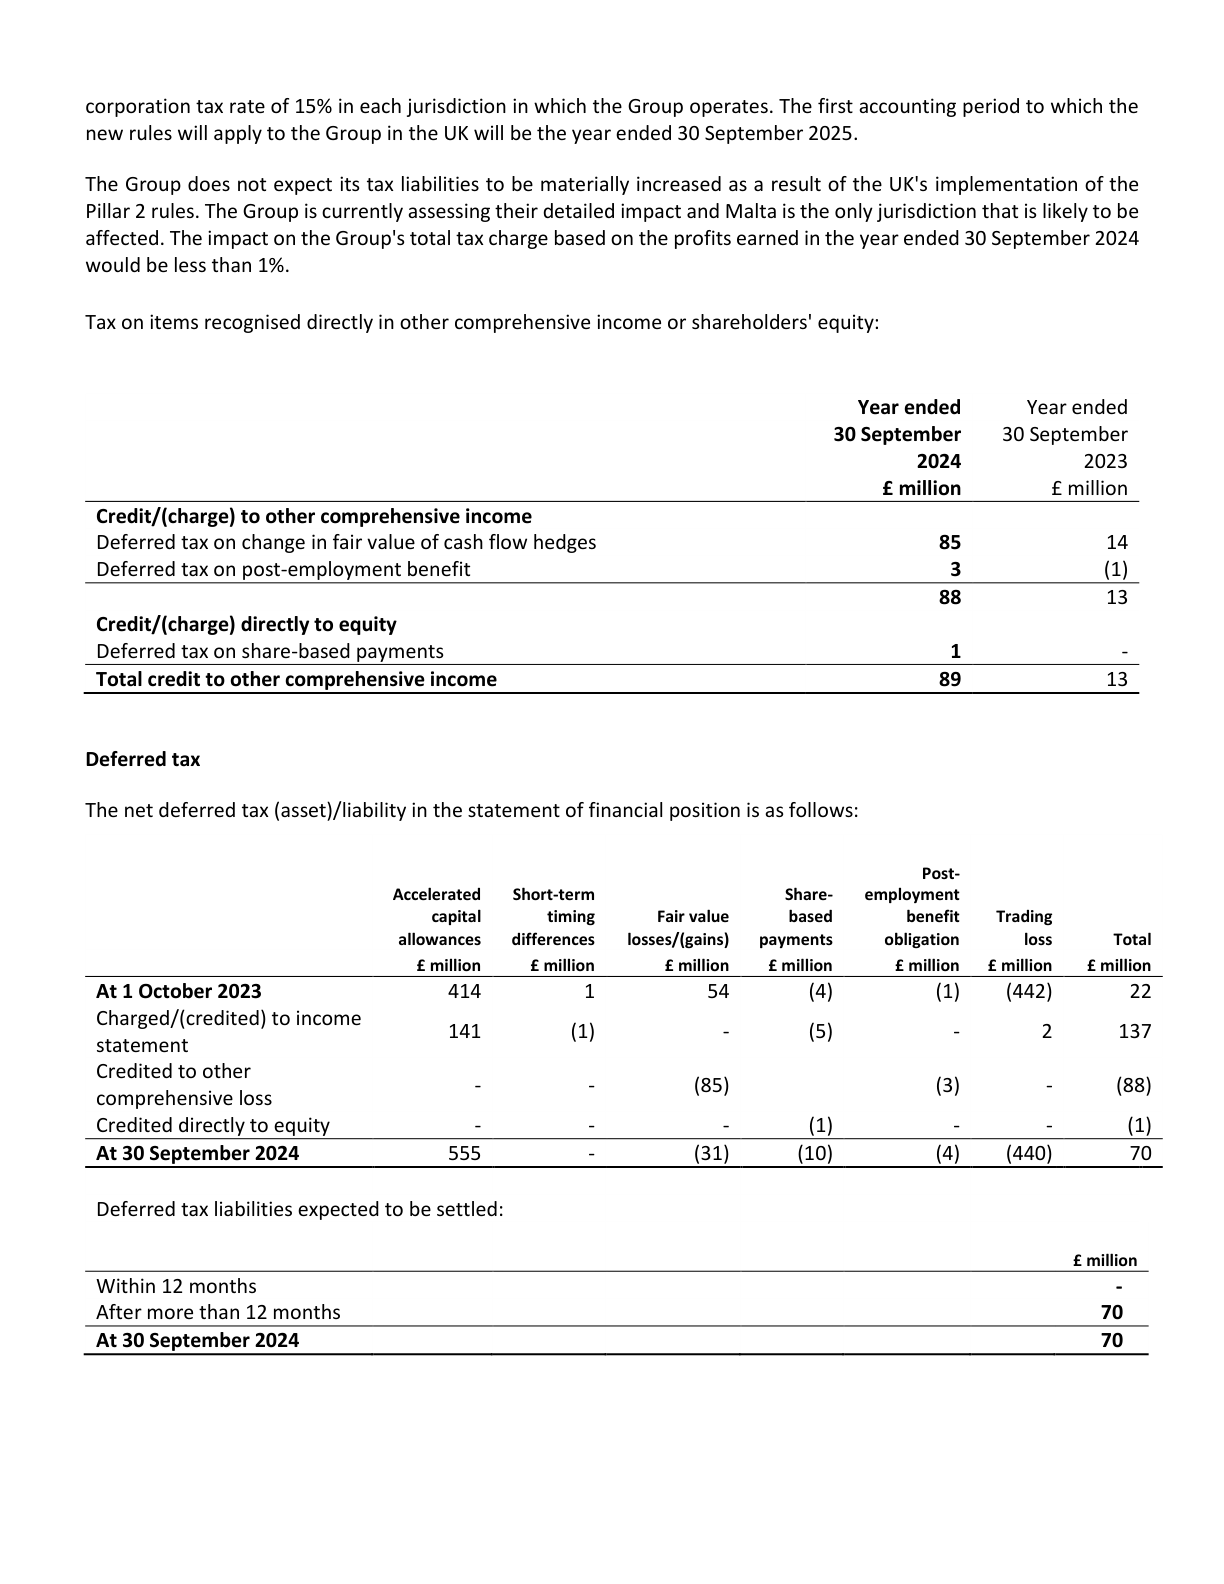 corporation tax rate of 15% in each jurisdiction in which the Group operates. The first accounting period to which the
new rules will apply to the Group in the UK will be the year ended 30 September 2025.
The Group does not expect its tax liabilities to be materially increased as a result of the UK's implementation of the
Pillar 2 rules. The Group is currently assessing their detailed impact and Malta is the only jurisdiction that is likely to be
affected. The impact on the Group's total tax charge based on the profits earned in the year ended 30 September 2024
would be less than 1%.
Tax on items recognised directly in other comprehensive income or shareholders' equity:
Year ended Year ended
30 September 30 September
2024 2023
£ million £ million
Credit/(charge) to other comprehensive income
Deferred tax on change in fair value of cash flow hedges 85 14
Deferred tax on post-employment benefit 3 (1)
88 13
Credit/(charge) directly to equity
Deferred tax on share-based payments 1 -
Total credit to other comprehensive income 89 13
Deferred tax
The net deferred tax (asset)/liability in the statement of financial position is as follows:
Post-
Accelerated Short-term Share- employment
capital timing Fair value based benefit Trading
allowances differences losses/(gains) payments obligation loss Total
£ million £ million £ million £ million £ million £ million £ million
At 1 October 2023 414 1 54 (4) (1) (442) 22
Charged/(credited) to income
statement 141 (1) - (5) - 2 137
Credited to other
comprehensive loss - - (85) (3) - (88)
Credited directly to equity - - - (1) - - (1)
At 30 September 2024 555 - (31) (10) (4) (440) 70
Deferred tax liabilities expected to be settled:
£ million
Within 12 months -
After more than 12 months 70
At 30 September 2024 70